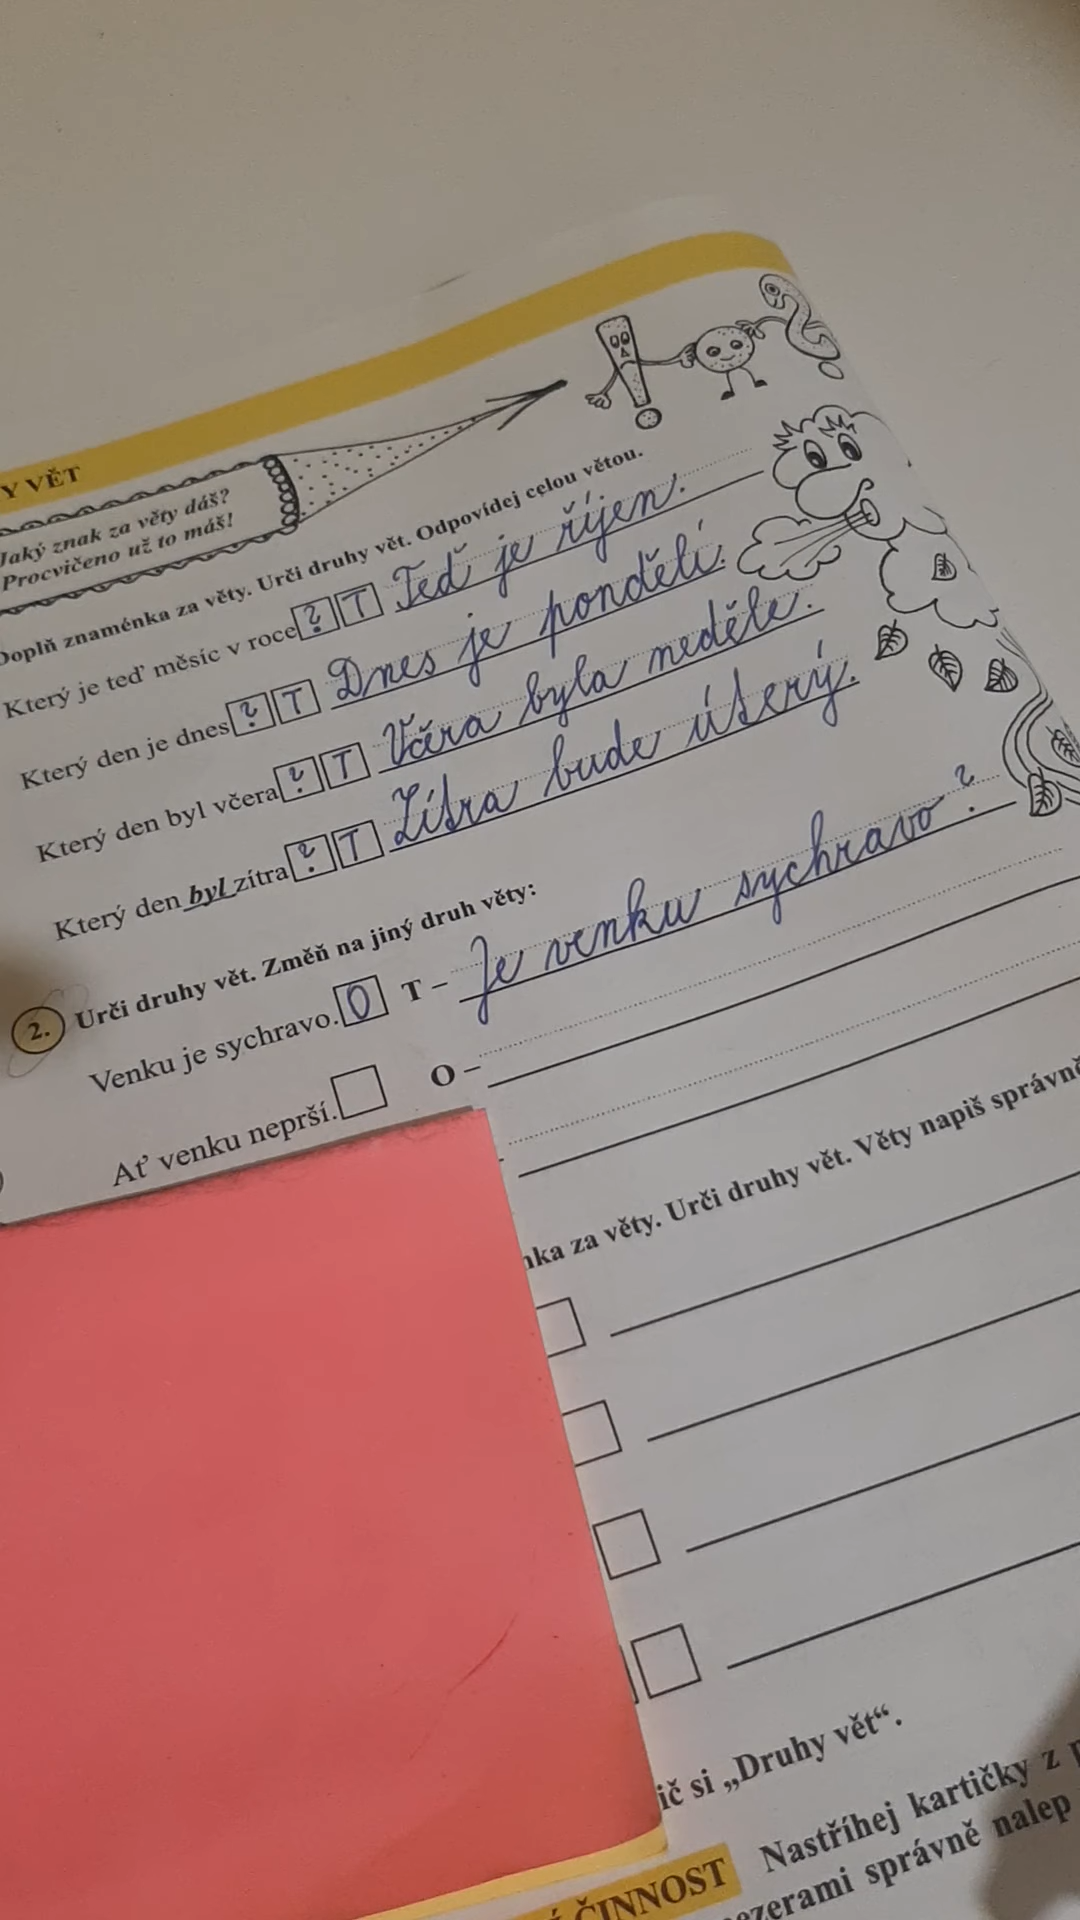 Y VĚT
Jaký znak za věty dáš?
Procvičeno už to máš!
Doplň znaménka za věty. Urči druhy vět. Odpovídej celou větou.
Který je teď měsíc v roce ? T Teď je říjen.
Který den je dnes ? T Dnes je pondělí.
Který den byl včera ? T Včera byla neděle.
Který den byl zítra ? T Zítra bude úterý.
2. Urči druhy vět. Změň na jiný druh věty:
Venku je sychravo. O T – Je venku sychravo?
Ať venku neprší. O –
nka za věty. Urči druhy vět. Věty napiš správně
ič si „Druhy vět“.
ČINNOST Nastříhej kartičky z
ezerami správně nalep